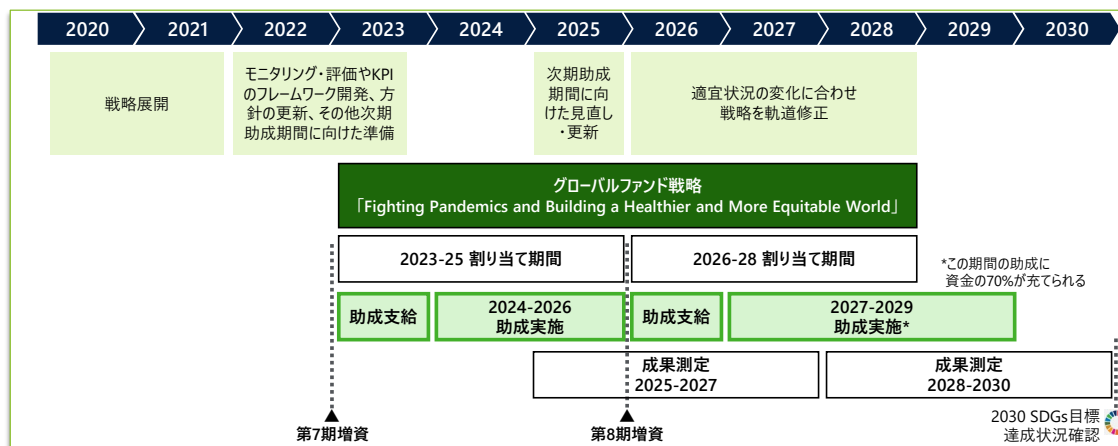 2020 2021 2022 2023 2024 2025 2026 2027 2028 2029 2030
戦略展開
モニタリング・評価やKPI
のフレームワーク開発、方
針の更新、その他次期
助成期間に向けた準備
次期助成
期間に向
けた見直し
・更新
適宜状況の変化に合わせ
戦略を軌道修正
グローバルファンド戦略
「Fighting Pandemics and Building a Healthier and More Equitable World」
2023-25 割り当て期間
2026-28 割り当て期間
*この期間の助成に
資金の70%が充てられる
助成支給
2024-2026
助成実施
助成支給
2027-2029
助成実施*
成果測定
2025-2027
成果測定
2028-2030
第7期増資
第8期増資
2030 SDGs目標
達成状況確認